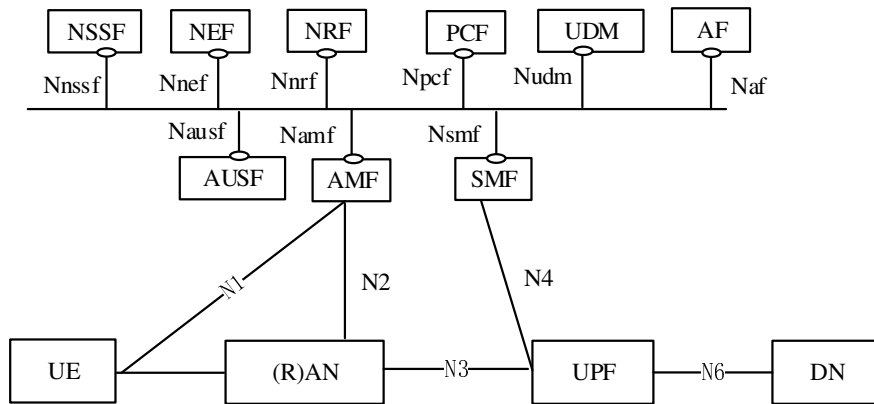 NSSF NEF NRF PCF UDM AF
Nnssf Nnef Nnrf Npcf Nudm Naf
Nausf Namf Nsmf
AUSF AMF SMF
N1 N2 N4
UE (R)AN N3 UPF N6 DN